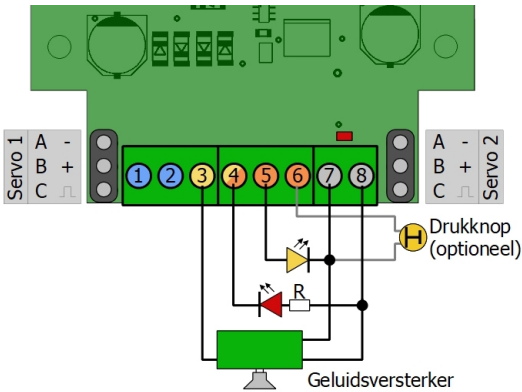 Servo 1
A -
B +
C
1 2 3 4 5 6 7 8
A -
B +
C
Servo 2
Drukknop
(optioneel)
R
Geluidsversterker